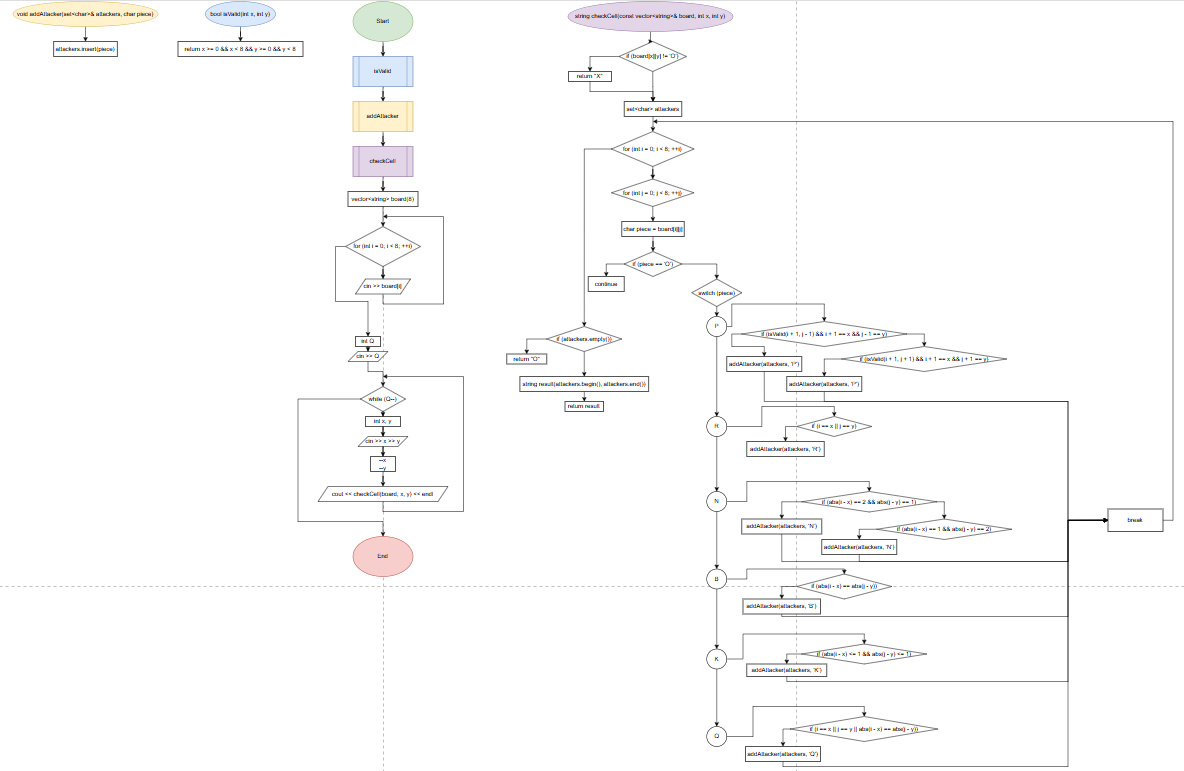 void addAttacker(set<char>& attackers, char piece)
attackers.insert(piece)
bool isValid(int x, int y)
return x >= 0 && x < 8 && y >= 0 && y < 8
Start
isValid
addAttacker
checkCell
vector<string> board(8)
for (int i = 0; i < 8; ++i)
cin >> board[i]
int Q
cin >> Q
while (Q--)
int x, y
cin >> x >> y
--x
--y
cout << checkCell(board, x, y) << endl
End
string checkCell(const vector<string>& board, int x, int y)
if (board[x][y] != 'O')
return "X"
set<char> attackers
for (int i = 0; i < 8; ++i)
for (int j = 0; j < 8; ++j)
char piece = board[i][j]
if (piece == 'O')
continue
switch (piece)
if (attackers.empty())
return "O"
string result(attackers.begin(), attackers.end())
return result
P
if (isValid(i + 1, j - 1) && i + 1 == x && j - 1 == y)
addAttacker(attackers, 'P')
if (isValid(i + 1, j + 1) && i + 1 == x && j + 1 == y)
addAttacker(attackers, 'P')
R
if (i == x || j == y)
addAttacker(attackers, 'R')
N
if (abs(i - x) == 2 && abs(j - y) == 1)
addAttacker(attackers, 'N')
if (abs(i - x) == 1 && abs(j - y) == 2)
addAttacker(attackers, 'N')
break
B
if (abs(i - x) == abs(j - y))
addAttacker(attackers, 'B')
K
if (abs(i - x) <= 1 && abs(j - y) <= 1)
addAttacker(attackers, 'K')
Q
if (i == x || j == y || abs(i - x) == abs(j - y))
addAttacker(attackers, 'Q')